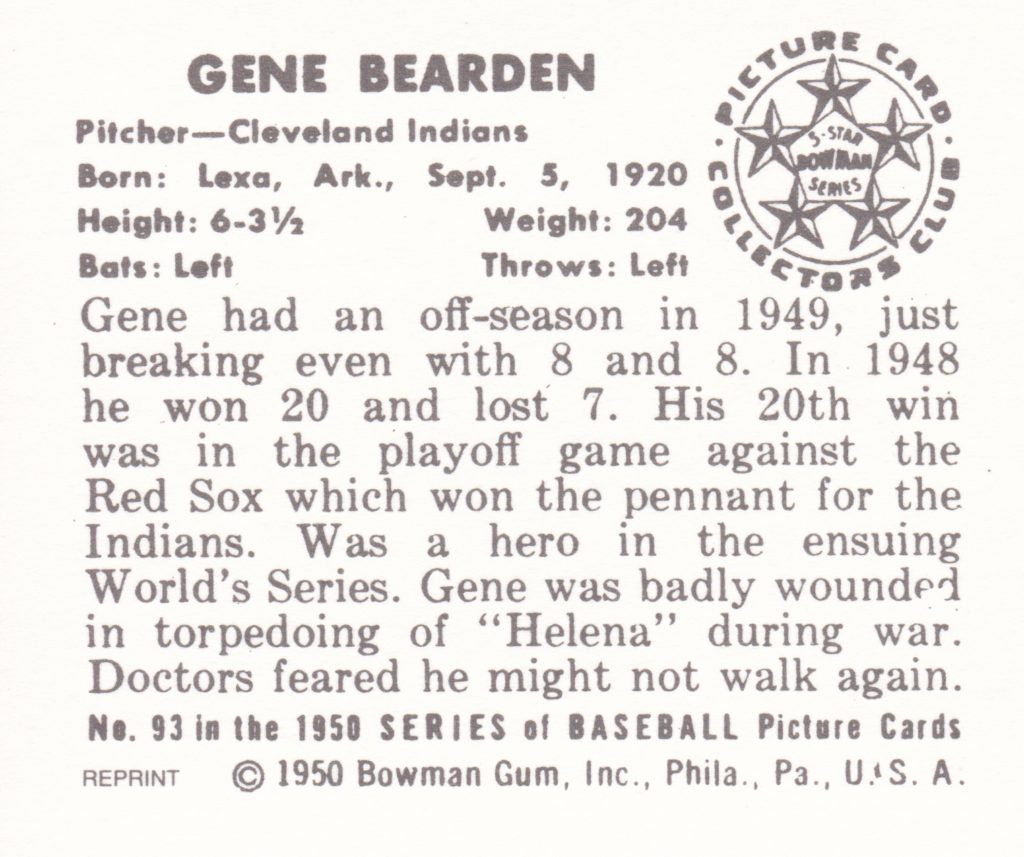 GENE BEARDEN
Pitcher—Cleveland Indians
Born: Lexa, Ark., Sept. 5, 1920
Height: 6-3½ Weight: 204
Bats: Left Throws: Left
PICTURE CARD
COLLECTORS CLUB
5-STAR
BOWMAN
SERIES
Gene had an off-season in 1949, just
breaking even with 8 and 8. In 1948
he won 20 and lost 7. His 20th win
was in the playoff game against the
Red Sox which won the pennant for the
Indians. Was a hero in the ensuing
World's Series. Gene was badly wounded
in torpedoing of "Helena" during war.
Doctors feared he might not walk again.
No. 93 in the 1950 SERIES of BASEBALL Picture Cards
REPRINT © 1950 Bowman Gum, Inc., Phila., Pa., U. S. A.